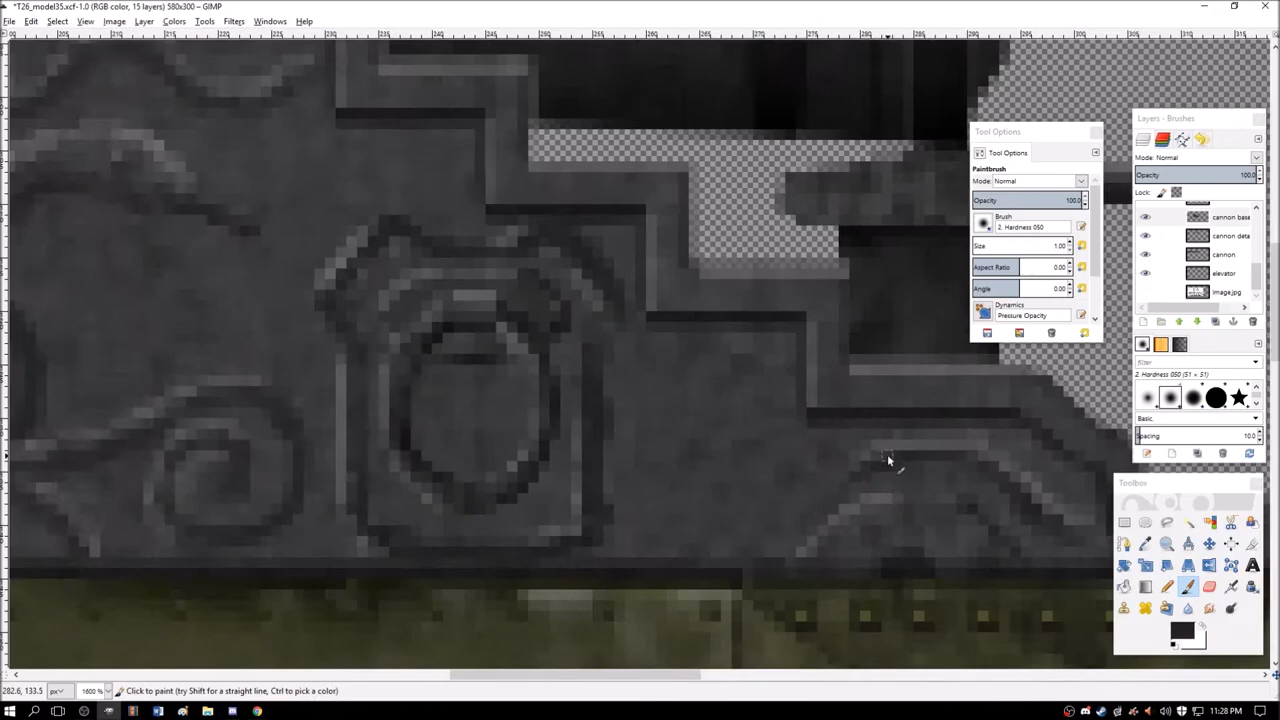 *T26_model35.xcf-1.0 (RGB color, 15 layers) 580x300 – GIMP
File Edit Select View Image Layer Colors Tools Filters Windows Help
Tool Options
Tool Options
Paintbrush
Mode: Normal
Opacity 100.0
Brush
2. Hardness 050
Size 1.00
Aspect Ratio 0.00
Angle 0.00
Dynamics
Pressure Opacity
Layers - Brushes
Mode: Normal
Opacity 100.0
Lock:
cannon base
cannon deta
cannon
elevator
image.jpg
filter
2. Hardness 050 (51 × 51)
Basic,
Spacing 10.0
Toolbox
282.6, 133.5 px 1600 % Click to paint (try Shift for a straight line, Ctrl to pick a color)
11:28 PM